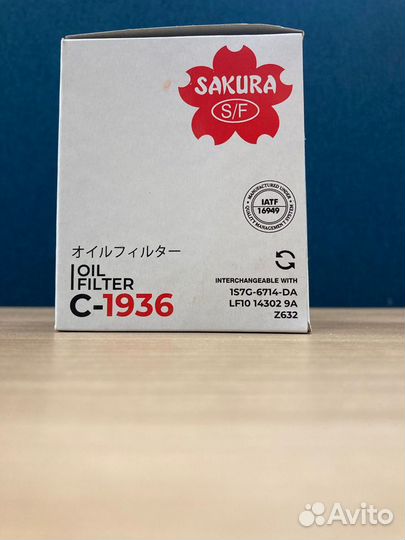 SAKURA
S/F
MANUFACTURED UNDER
IATF
16949
QUALITY MANAGEMENT SYSTEM
オイルフィルター
OIL
FILTER
C-1936
INTERCHANGEABLE WITH
1S7G-6714-DA
LF10 14302 9A
Z632
Avito